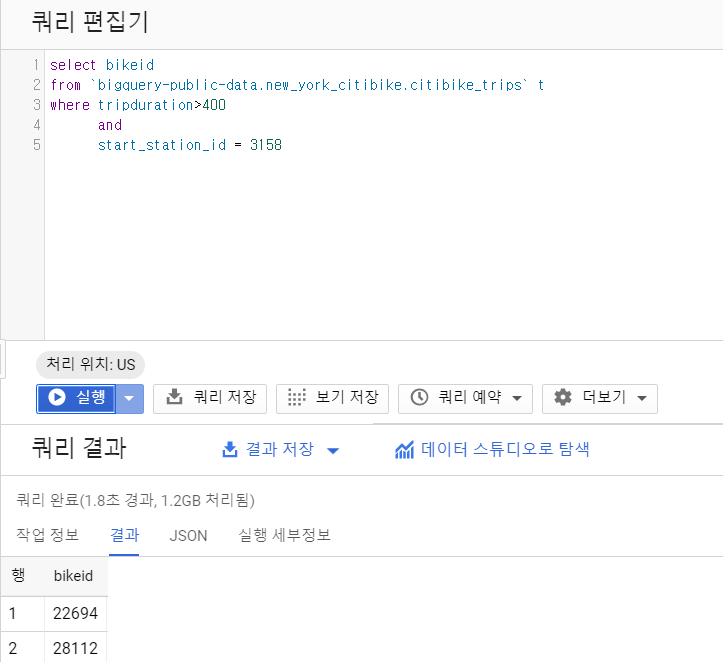 쿼리 편집기
1 select bikeid
2 from `bigquery-public-data.new_york_citibike.citibike_trips` t
3 where tripduration>400
4 and
5 start_station_id = 3158
처리 위치: US
실행 쿼리 저장 보기 저장 쿼리 예약 더보기
쿼리 결과 결과 저장 데이터 스튜디오로 탐색
쿼리 완료(1.8초 경과, 1.2GB 처리됨)
작업 정보 결과 JSON 실행 세부정보
행 bikeid
1 22694
2 28112